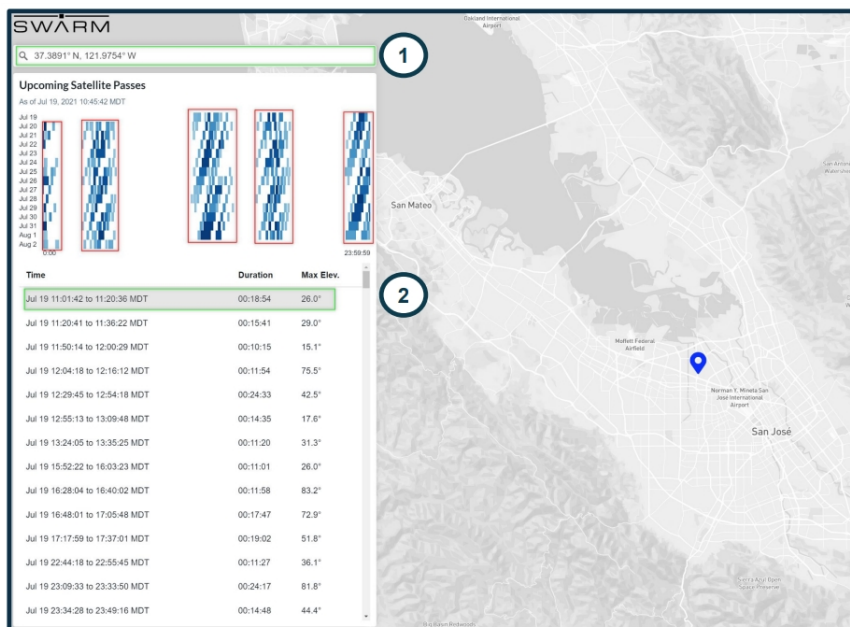 SWARM
37.3891° N, 121.9754° W
1
Upcoming Satellite Passes
As of Jul 19, 2021 10:45:42 MDT
Jul 19
Jul 20
Jul 21
Jul 22
Jul 23
Jul 24
Jul 25
Jul 26
Jul 27
Jul 28
Jul 29
Jul 30
Jul 31
Aug 1
Aug 2
0:00 23:59:59
Time Duration Max Elev.
Jul 19 11:01:42 to 11:20:36 MDT 00:18:54 26.0°
2
Jul 19 11:20:41 to 11:36:22 MDT 00:15:41 29.0°
Jul 19 11:50:14 to 12:00:29 MDT 00:10:15 15.1°
Jul 19 12:04:18 to 12:16:12 MDT 00:11:54 75.5°
Jul 19 12:29:45 to 12:54:18 MDT 00:24:33 42.5°
Jul 19 12:55:13 to 13:09:48 MDT 00:14:35 17.6°
Jul 19 13:24:05 to 13:35:25 MDT 00:11:20 31.3°
Jul 19 15:52:22 to 16:03:23 MDT 00:11:01 26.0°
Jul 19 16:28:04 to 16:40:02 MDT 00:11:58 83.2°
Jul 19 16:48:01 to 17:05:48 MDT 00:17:47 72.9°
Jul 19 17:17:59 to 17:37:01 MDT 00:19:02 51.8°
Jul 19 22:44:18 to 22:55:45 MDT 00:11:27 36.1°
Jul 19 23:09:33 to 23:33:50 MDT 00:24:17 81.8°
Jul 19 23:34:28 to 23:49:16 MDT 00:14:48 44.4°
Oakland International
Airport
San Mateo
Moffett Federal
Airfield
Norman Y. Mineta San
José International
Airport
San José
Sierra Azul Open
Space Preserve